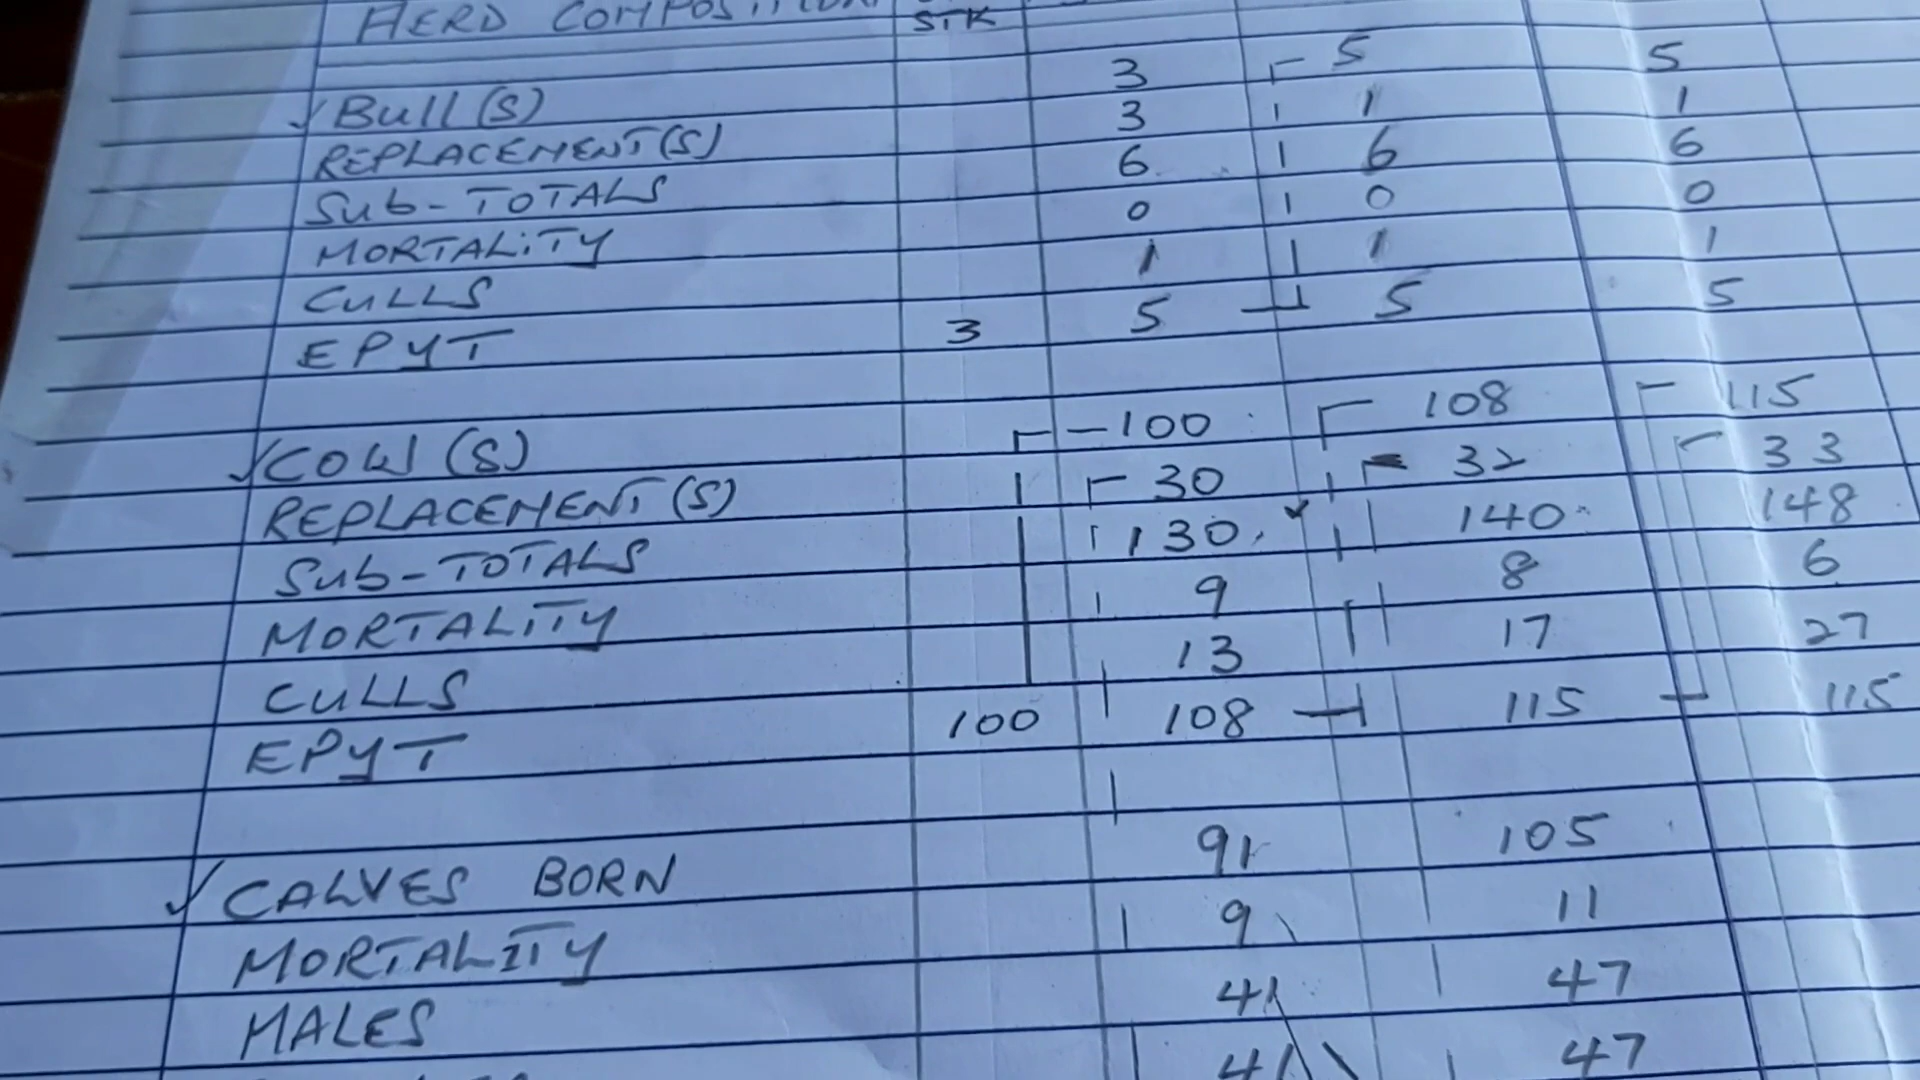 HERD COMPOSITION STK
✓ Bull(S) 3 5 5
REPLACEMENT(S) 3 1 1
Sub-TOTALS 6 6 6
MORTALITY 0 0 0
CULLS 1 1 1
EPYT 3 5 5 5
✓ COW(S) 100 108 115
REPLACEMENT(S) 30 32 33
Sub-TOTALS 130 140 148
MORTALITY 9 8 6
CULLS 13 17 27
EPYT 100 108 115 115
✓ CALVES BORN 91 105
MORTALITY 9 11
MALES 41 47
41 47